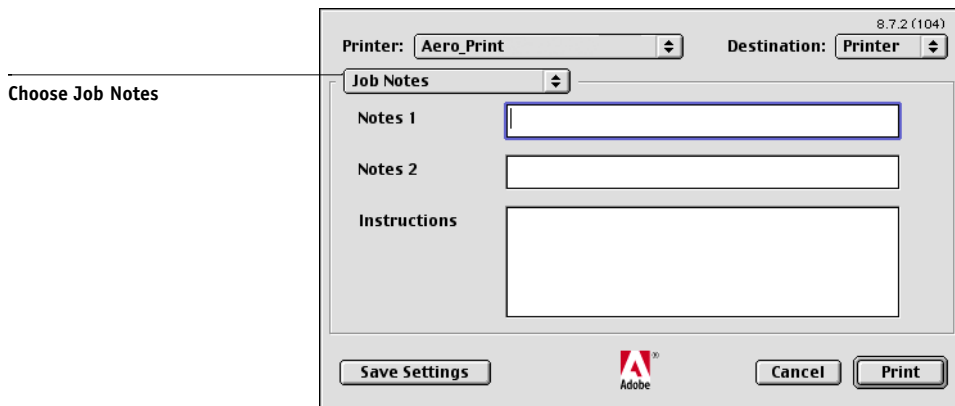 8.7.2 (104)
Printer: Aero_Print Destination: Printer
Job Notes
Choose Job Notes
Notes 1
Notes 2
Instructions
Save Settings Adobe® Cancel Print